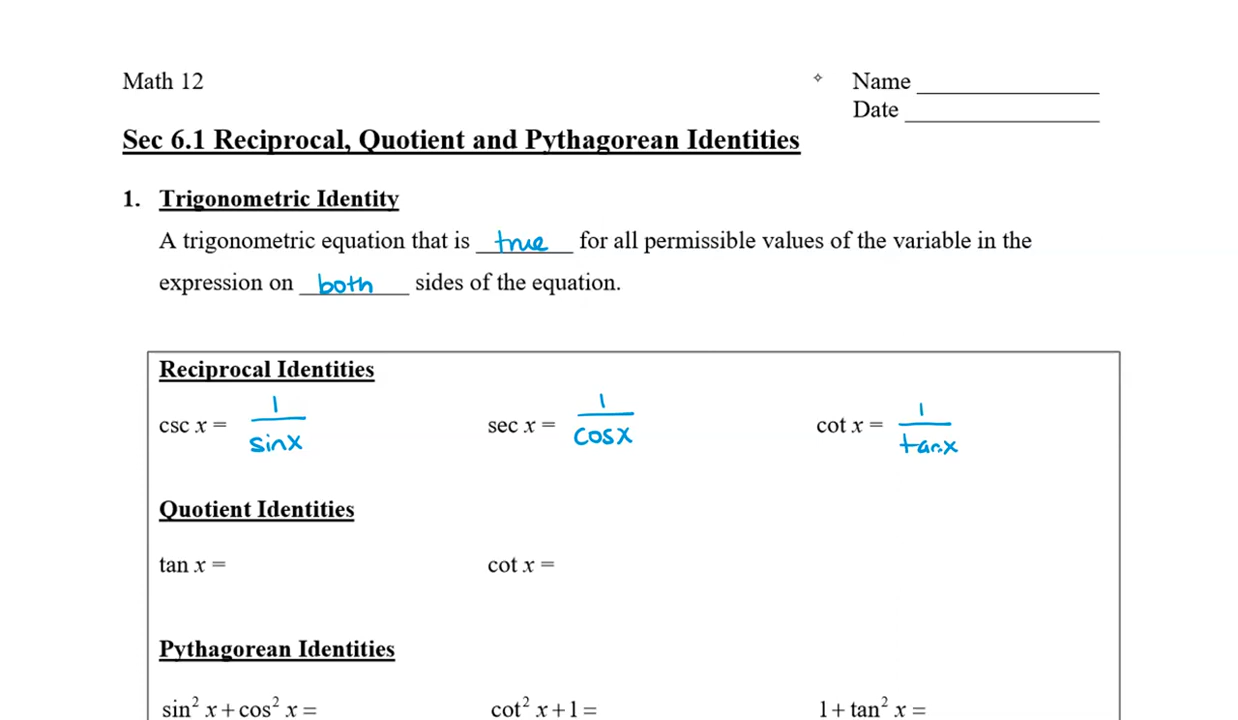 Math 12 Name ____________
Date ____________
Sec 6.1 Reciprocal, Quotient and Pythagorean Identities
1. Trigonometric Identity
A trigonometric equation that is true for all permissible values of the variable in the
expression on both sides of the equation.
Reciprocal Identities
csc x = 1/sinx sec x = 1/cosx cot x = 1/tanx
Quotient Identities
tan x = cot x =
Pythagorean Identities
sin² x + cos² x = cot² x + 1 = 1 + tan² x =